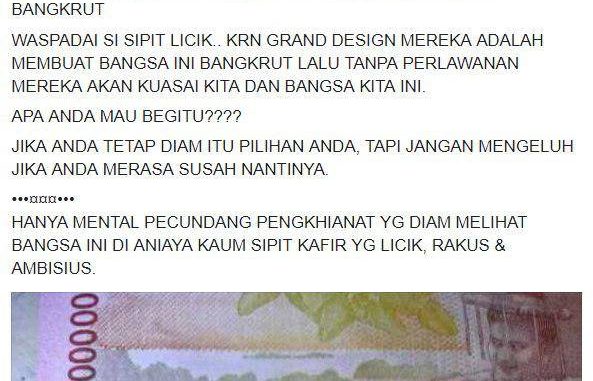 BANGKRUT
WASPADAI SI SIPIT LICIK.. KRN GRAND DESIGN MEREKA ADALAH
MEMBUAT BANGSA INI BANGKRUT LALU TANPA PERLAWANAN
MEREKA AKAN KUASAI KITA DAN BANGSA KITA INI.
APA ANDA MAU BEGITU????
JIKA ANDA TETAP DIAM ITU PILIHAN ANDA, TAPI JANGAN MENGELUH
JIKA ANDA MERASA SUSAH NANTINYA.
•••¤¤¤•••
HANYA MENTAL PECUNDANG PENGKHIANAT YG DIAM MELIHAT
BANGSA INI DI ANIAYA KAUM SIPIT KAFIR YG LICIK, RAKUS &
AMBISIUS.